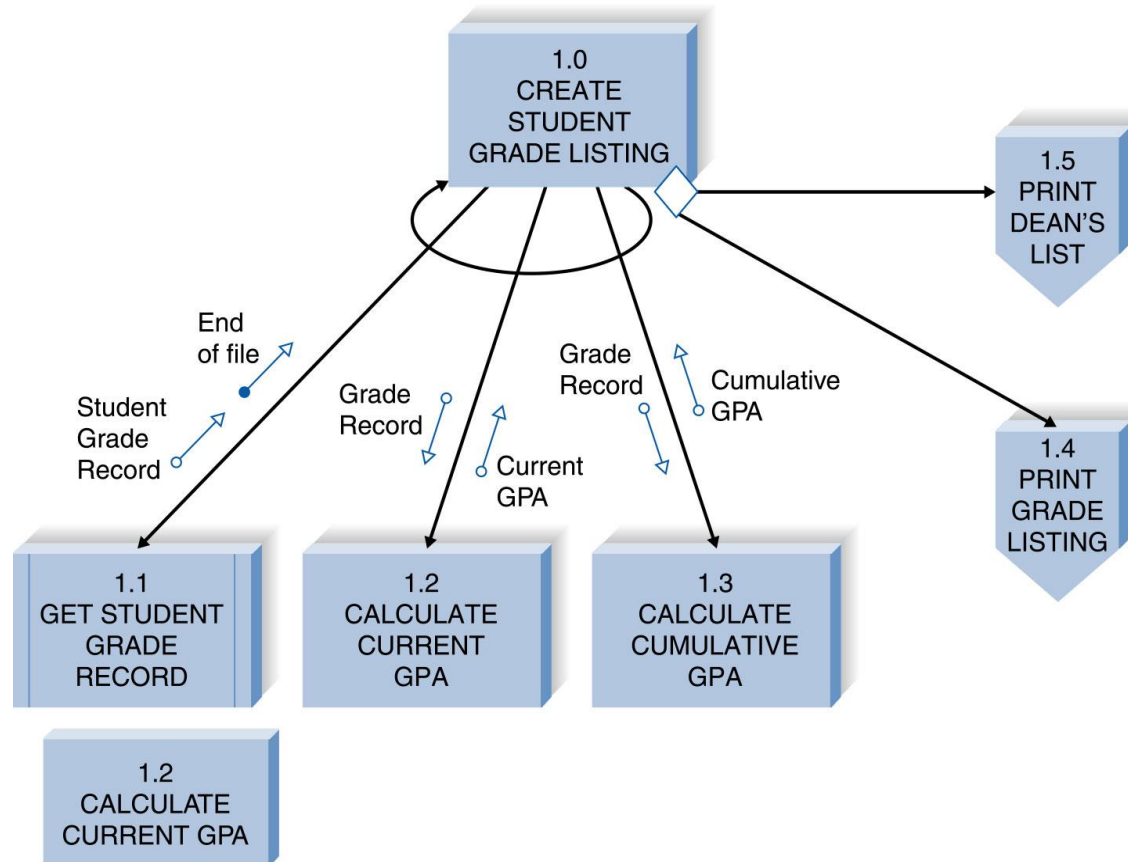 1.0
CREATE
STUDENT
GRADE LISTING
1.5
PRINT
DEAN'S
LIST
End
of file
Student
Grade
Record
Grade
Record
Current
GPA
Grade
Record
Cumulative
GPA
1.4
PRINT
GRADE
LISTING
1.1
GET STUDENT
GRADE
RECORD
1.2
CALCULATE
CURRENT
GPA
1.3
CALCULATE
CUMULATIVE
GPA
1.2
CALCULATE
CURRENT GPA